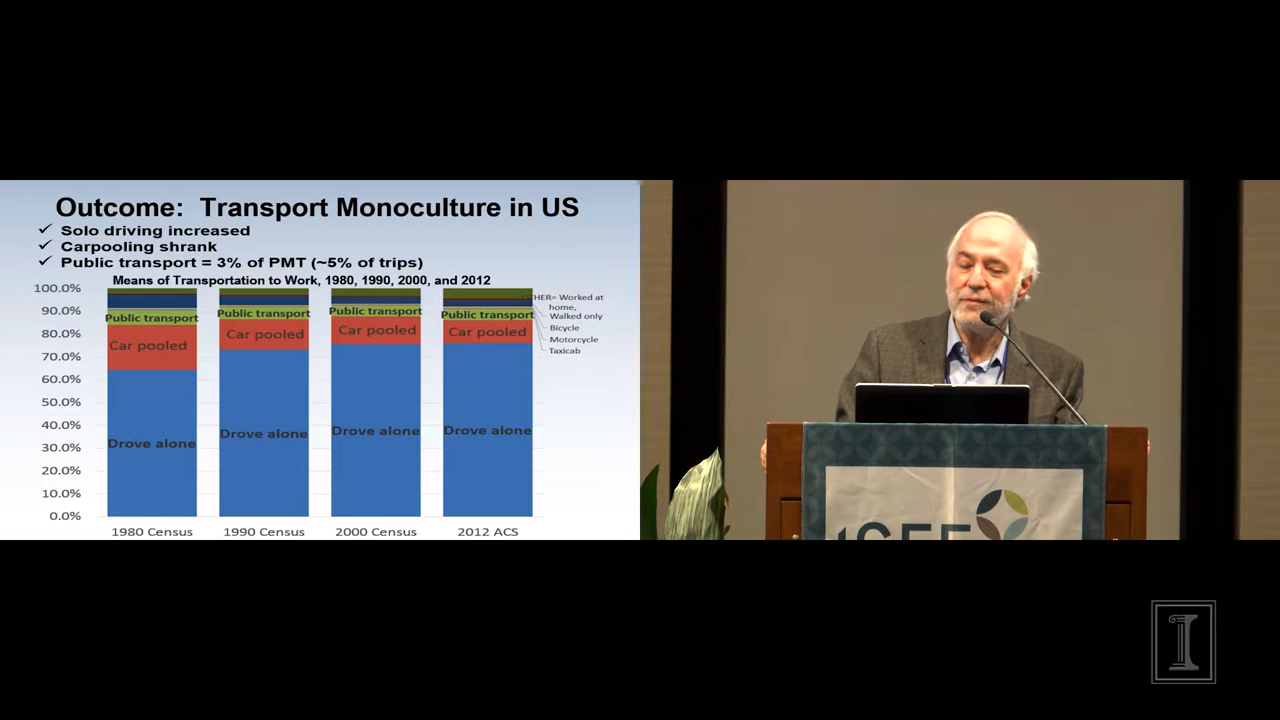 Outcome: Transport Monoculture in US
✓ Solo driving increased
✓ Carpooling shrank
✓ Public transport = 3% of PMT (~5% of trips)
Means of Transportation to Work, 1980, 1990, 2000, and 2012
100.0%
90.0%
80.0%
70.0%
60.0%
50.0%
40.0%
30.0%
20.0%
10.0%
0.0%
Public transport
Car pooled
Drove alone
Public transport
Car pooled
Drove alone
Public transport
Car pooled
Drove alone
Public transport
Car pooled
Drove alone
OTHER= Worked at
home,
Walked only
Bicycle
Motorcycle
Taxicab
1980 Census
1990 Census
2000 Census
2012 ACS
I